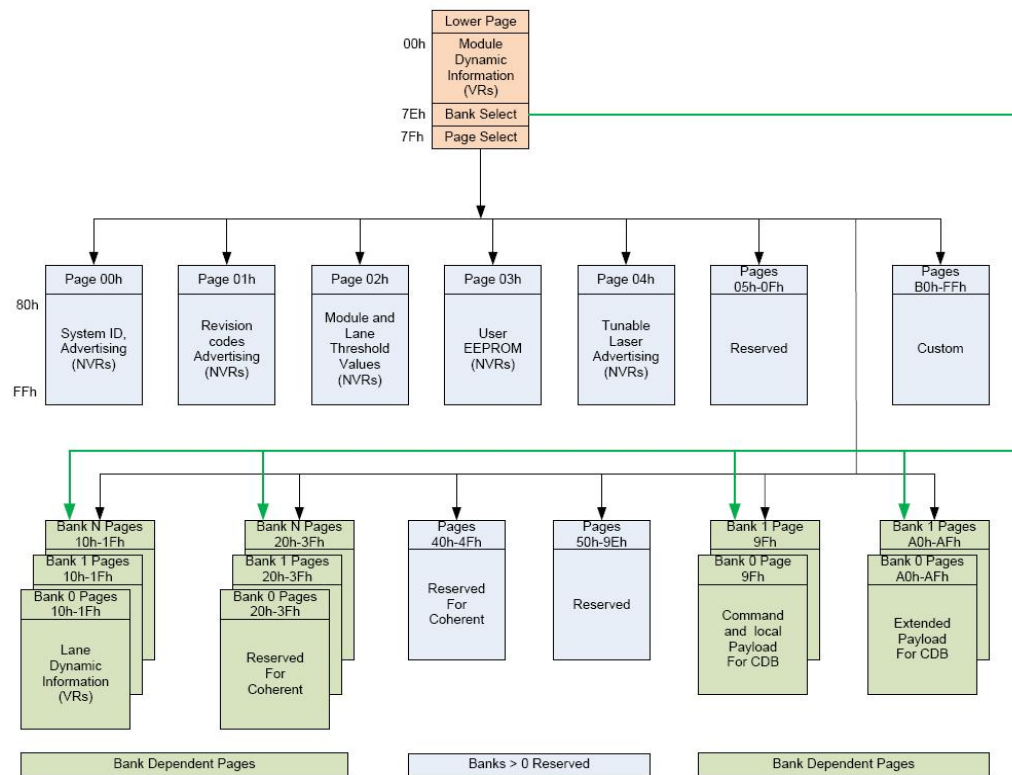 Lower Page
00h
Module
Dynamic
Information
(VRs)
7Eh
Bank Select
7Fh
Page Select
Page 00h
Page 01h
Page 02h
Page 03h
Page 04h
Pages
05h-0Fh
Pages
B0h-FFh
80h
FFh
System ID,
Advertising
(NVRs)
Revision
codes
Advertising
(NVRs)
Module and
Lane
Threshold
Values
(NVRs)
User
EEPROM
(NVRs)
Tunable
Laser
Advertising
(NVRs)
Reserved
Custom
Bank N Pages
10h-1Fh
Bank 1 Pages
10h-1Fh
Bank 0 Pages
10h-1Fh
Lane
Dynamic
Information
(VRs)
Bank N Pages
20h-3Fh
Bank 1 Pages
20h-3Fh
Bank 0 Pages
20h-3Fh
Reserved
For
Coherent
Pages
40h-4Fh
Reserved
For
Coherent
Pages
50h-9Eh
Reserved
Bank 1 Page
9Fh
Bank 0 Page
9Fh
Command
and local
Payload
For CDB
Bank 1 Pages
A0h-AFh
Bank 0 Pages
A0h-AFh
Extended
Payload
For CDB
Bank Dependent Pages
Banks > 0 Reserved
Bank Dependent Pages